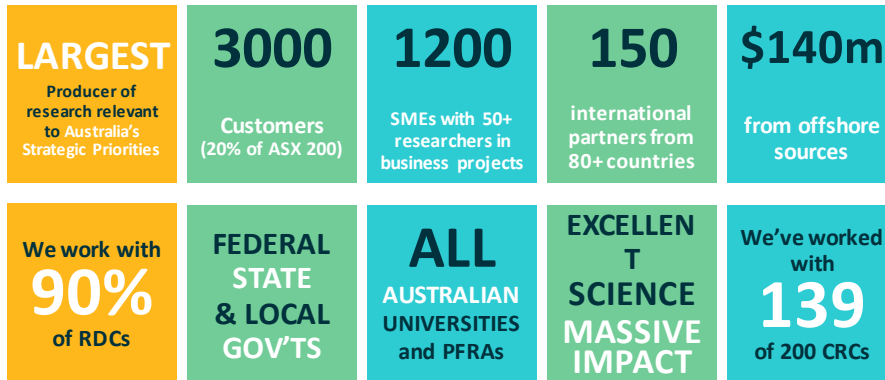 LARGEST
Producer of
research relevant
to Australia's
Strategic Priorities
3000
Customers
(20% of ASX 200)
1200
SMEs with 50+
researchers in
business projects
150
international
partners from
80+ countries
$140m
from offshore
sources
We work with
90%
of RDCs
FEDERAL
STATE
& LOCAL
GOV'TS
ALL
AUSTRALIAN
UNIVERSITIES
and PFRAs
EXCELLEN
T
SCIENCE
MASSIVE
IMPACT
We've worked
with
139
of 200 CRCs